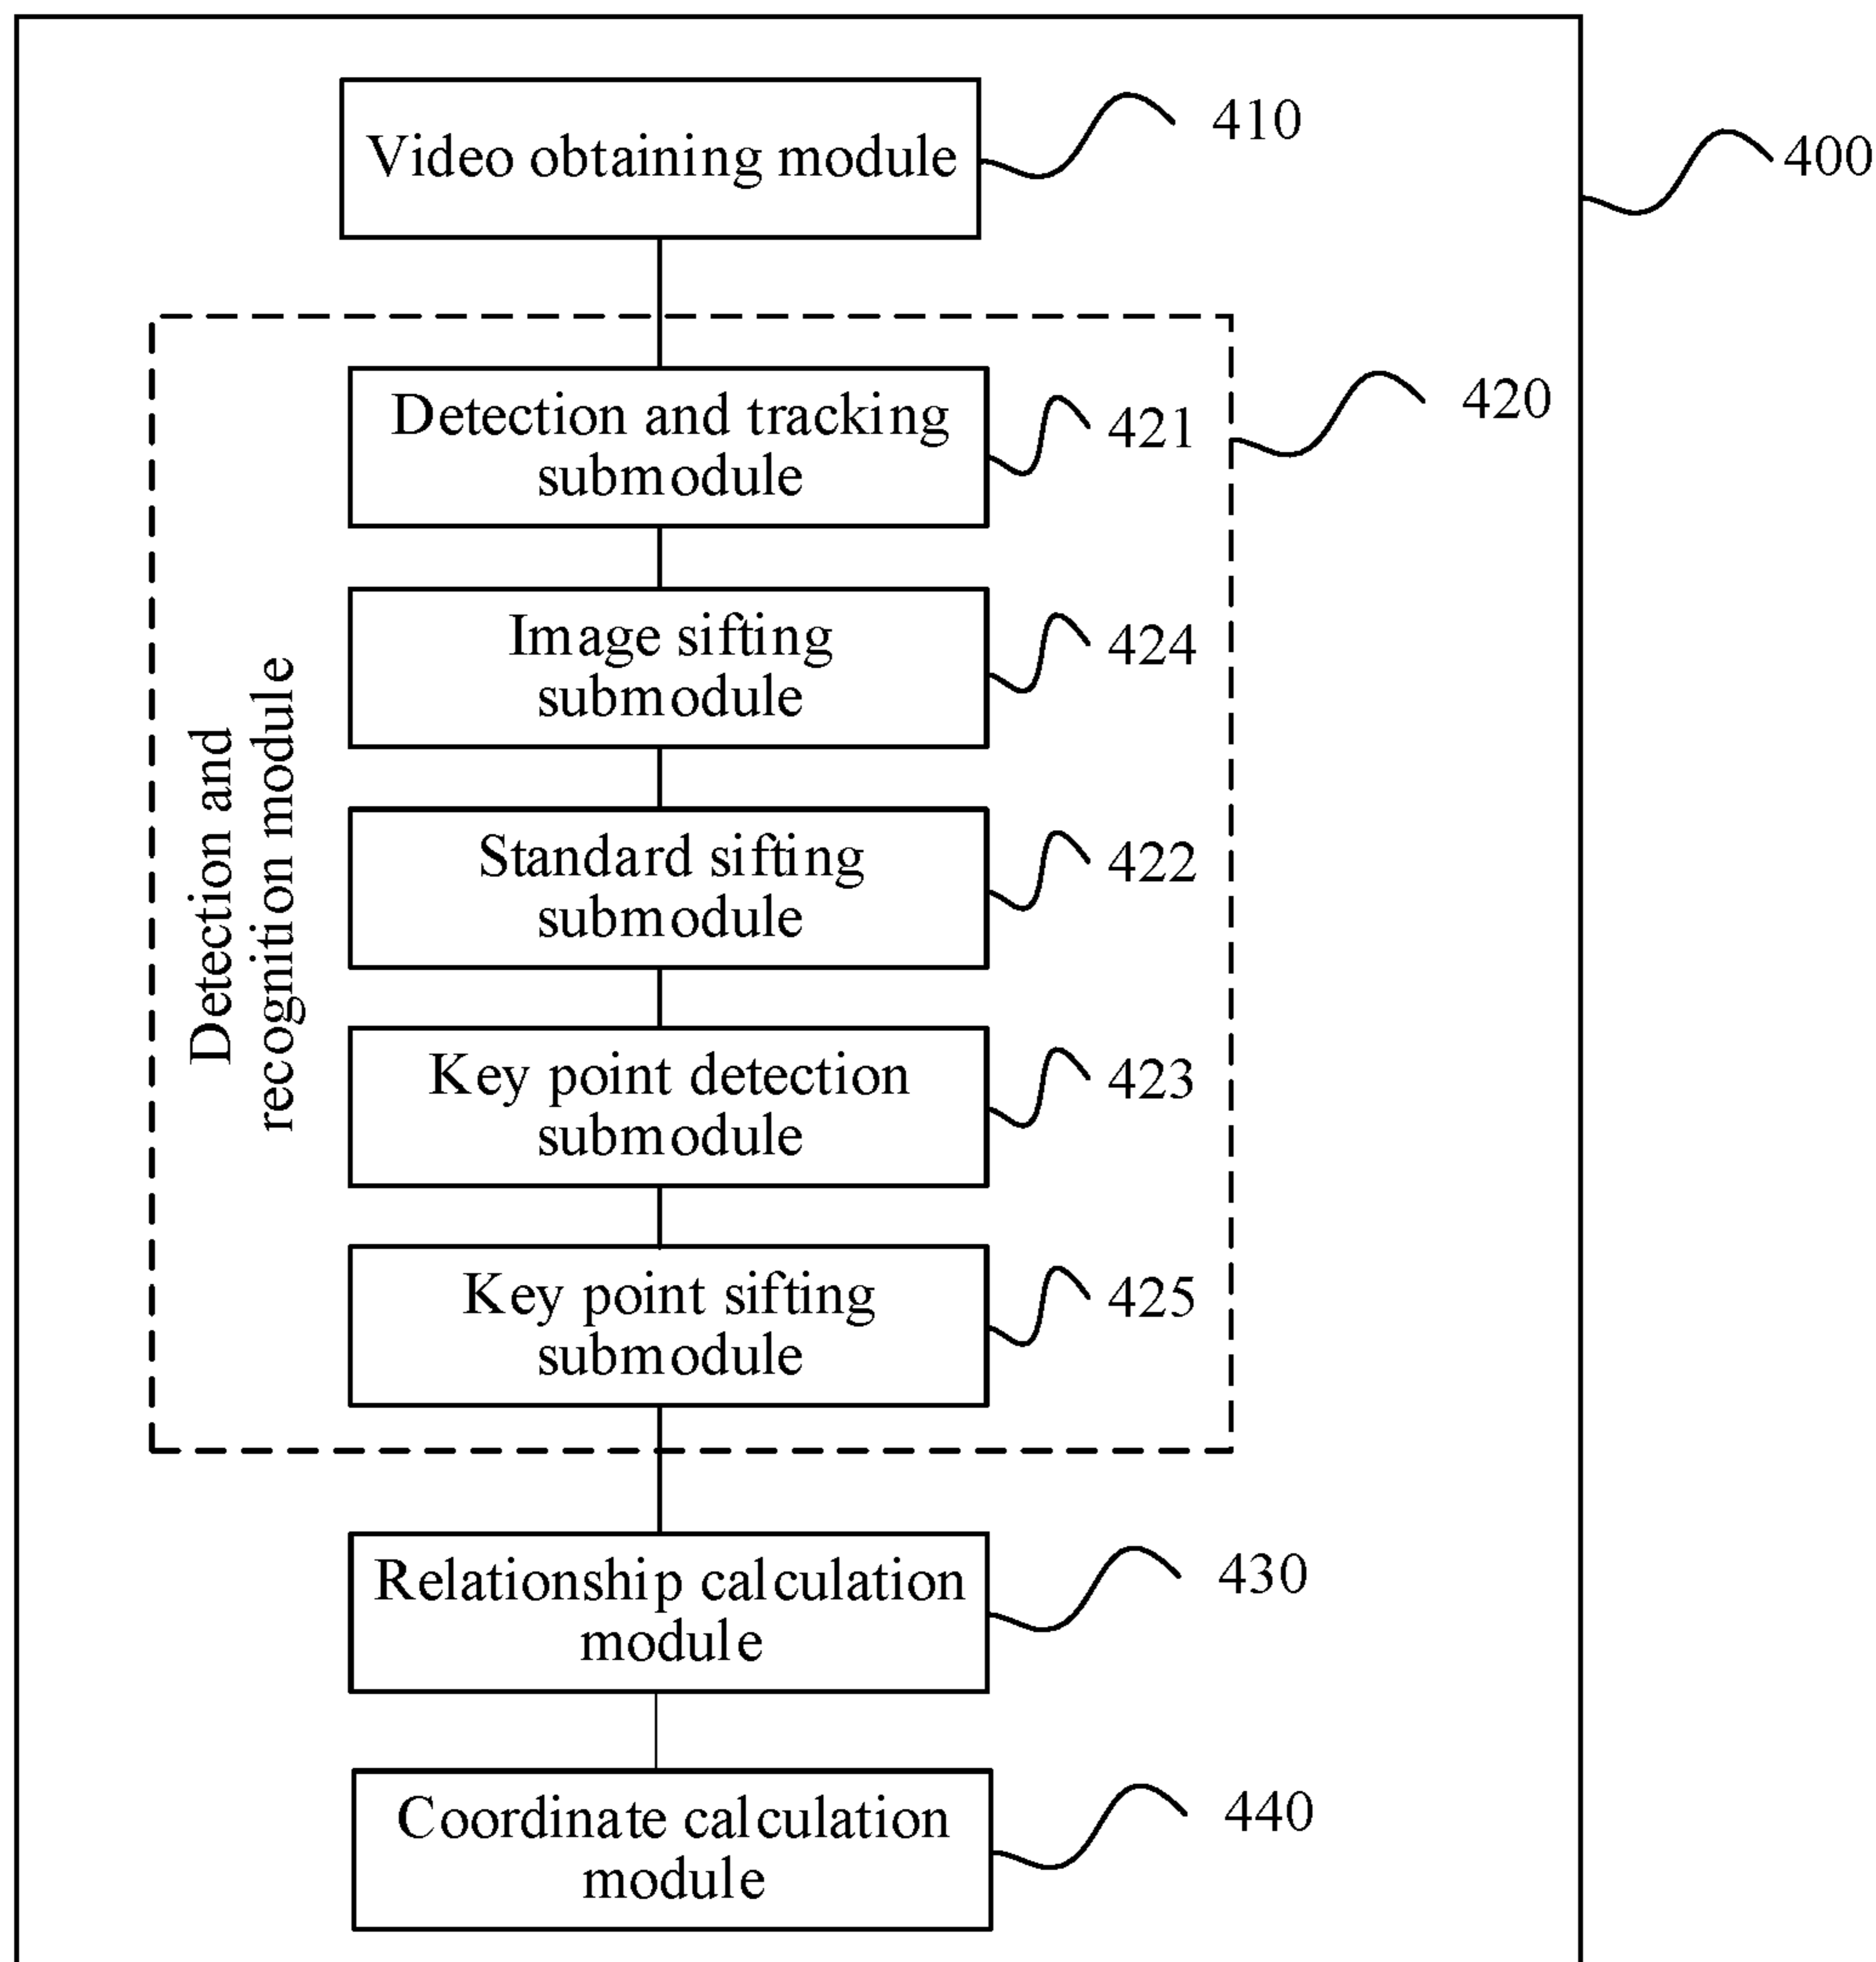 Video obtaining module
410
400
Detection and tracking
submodule
421
420
Image sifting
submodule
424
Standard sifting
submodule
422
Detection and
recognition module
Key point detection
submodule
423
Key point sifting
submodule
425
Relationship calculation
module
430
Coordinate calculation
module
440